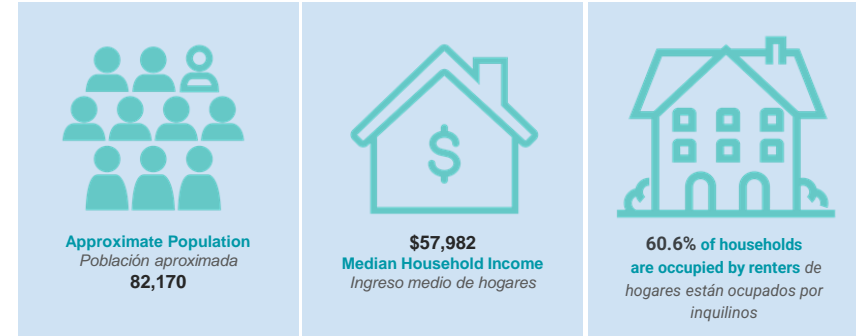 Approximate Population
Población aproximada
82,170
$
$57,982
Median Household Income
Ingreso medio de hogares
60.6% of households
are occupied by renters de
hogares están ocupados por
inquilinos